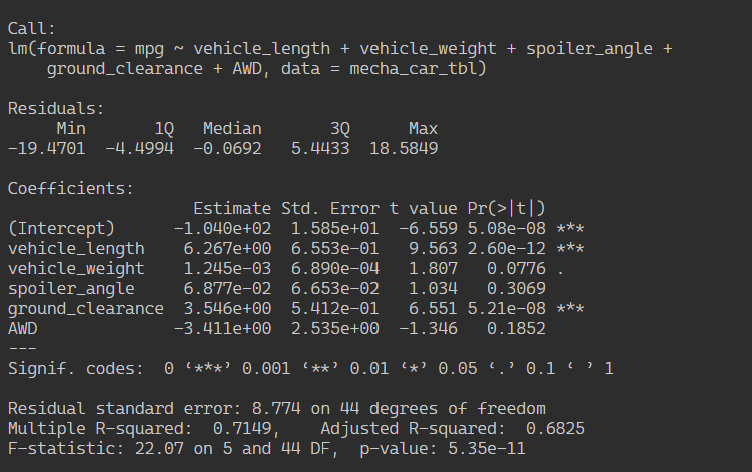 Call:
lm(formula = mpg ~ vehicle_length + vehicle_weight + spoiler_angle +
    ground_clearance + AWD, data = mecha_car_tbl)
Residuals:
     Min       1Q   Median       3Q      Max
-19.4701  -4.4994  -0.0692   5.4433  18.5849
Coefficients:
                   Estimate Std. Error t value Pr(>|t|)
(Intercept)      -1.040e+02  1.585e+01  -6.559 5.08e-08 ***
vehicle_length    6.267e+00  6.553e-01   9.563 2.60e-12 ***
vehicle_weight    1.245e-03  6.890e-04   1.807   0.0776 .
spoiler_angle     6.877e-02  6.653e-02   1.034   0.3069
ground_clearance  3.546e+00  5.412e-01   6.551 5.21e-08 ***
AWD              -3.411e+00  2.535e+00  -1.346   0.1852
---
Signif. codes:  0 ‘***’ 0.001 ‘**’ 0.01 ‘*’ 0.05 ‘.’ 0.1 ‘ ’ 1
Residual standard error: 8.774 on 44 degrees of freedom
Multiple R-squared:  0.7149,    Adjusted R-squared:  0.6825
F-statistic: 22.07 on 5 and 44 DF,  p-value: 5.35e-11